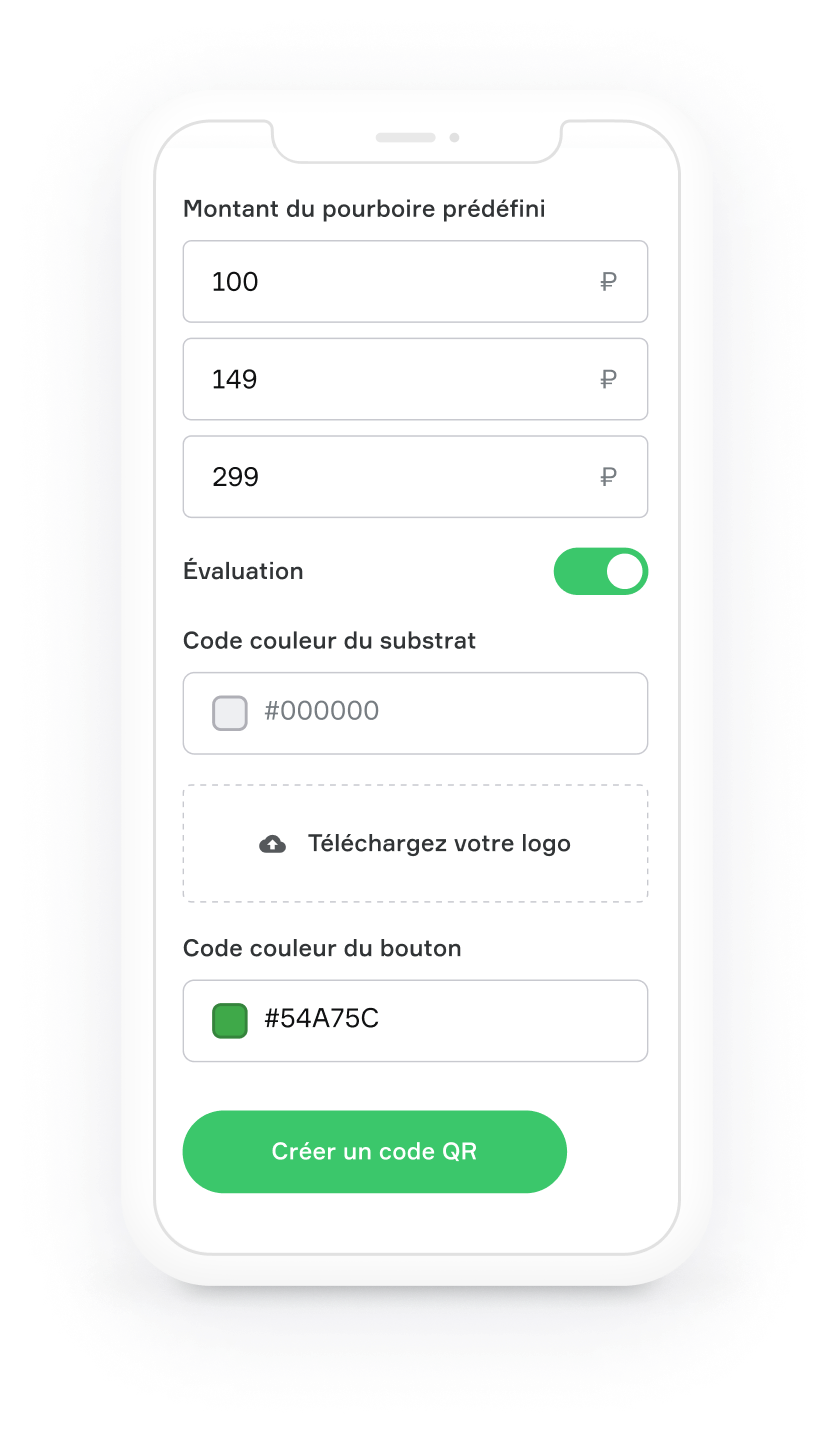 Montant du pourboire prédéfini
100 ₽
149 ₽
299 ₽
Évaluation
Code couleur du substrat
#000000
Téléchargez votre logo
Code couleur du bouton
#54A75C
Créer un code QR